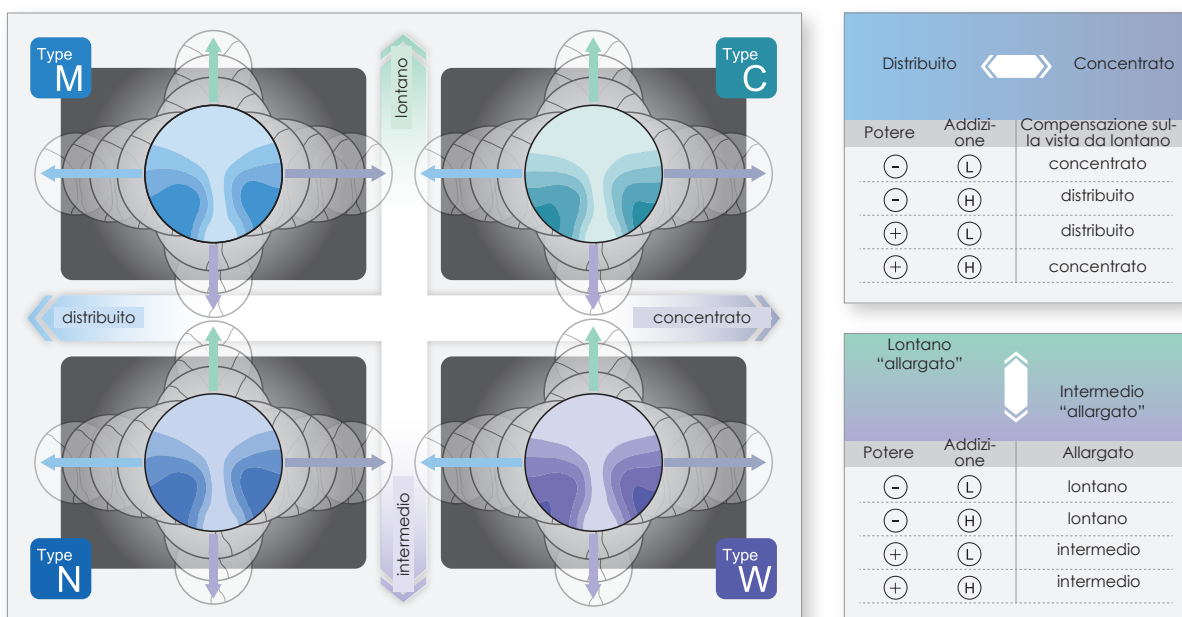 Type
M
lontano
Type
C
distribuito
concentrato
Type
N
intermedio
Type
W
Distribuito
Concentrato
Potere
Addizi-
one
Compensazione sul-
la vista da lontano
- L concentrato
- H distribuito
+ L distribuito
+ H concentrato
Lontano
“allargato”
Intermedio
“allargato”
Potere
Addizi-
one
Allargato
- L lontano
- H lontano
+ L intermedio
+ H intermedio